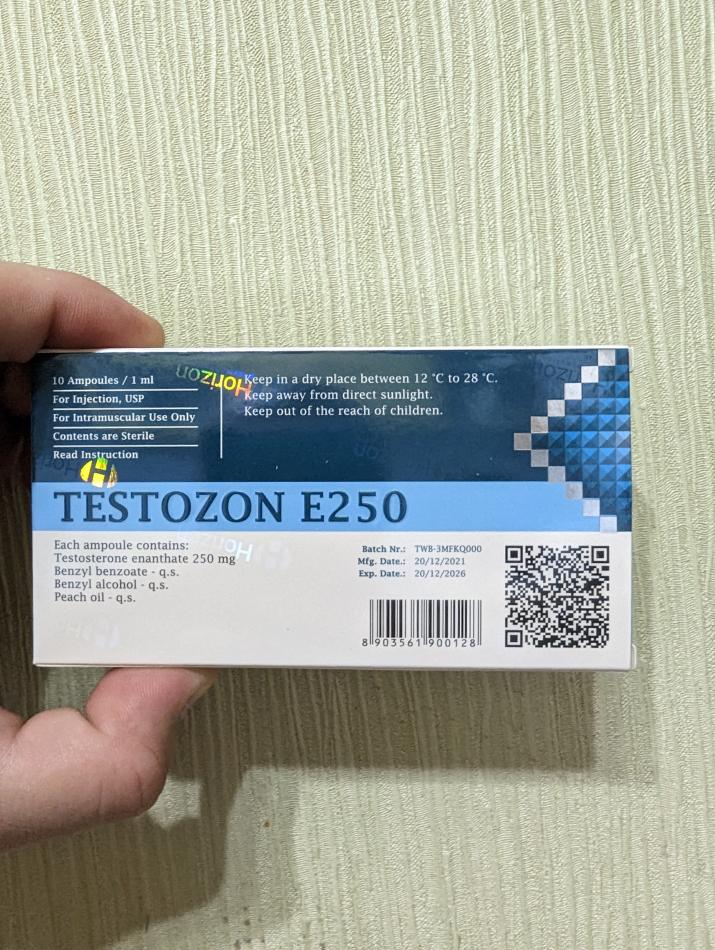 10 Ampoules / 1 ml
For Injection, USP
For Intramuscular Use Only
Contents are Sterile
Read Instruction
Horizon
Keep in a dry place between 12 °C to 28 °C.
Keep away from direct sunlight.
Keep out of the reach of children.
H
TESTOZON E250
Horizon
Each ampoule contains:
Testosterone enanthate 250 mg
Benzyl benzoate - q.s.
Benzyl alcohol - q.s.
Peach oil - q.s.
Batch Nr.: TWB-3MFKQ000
Mfg. Date.: 20/12/2021
Exp. Date.: 20/12/2026
8 903561 900128